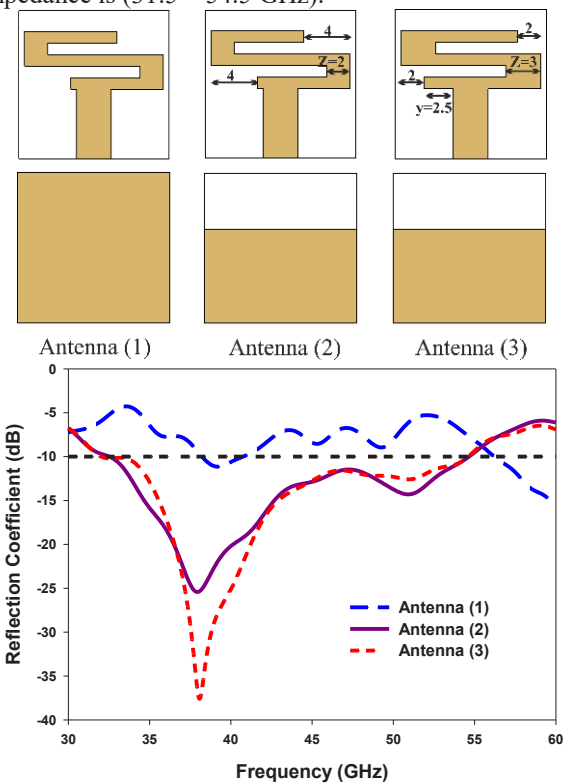 4
Z=2
4
2
Z=3
2
y=2.5
Antenna (1)
Antenna (2)
Antenna (3)
0
-5
-10
-15
-20
-25
-30
-35
-40
Reflection Coefficient (dB)
Antenna (1)
Antenna (2)
Antenna (3)
30
35
40
45
50
55
60
Frequency (GHz)